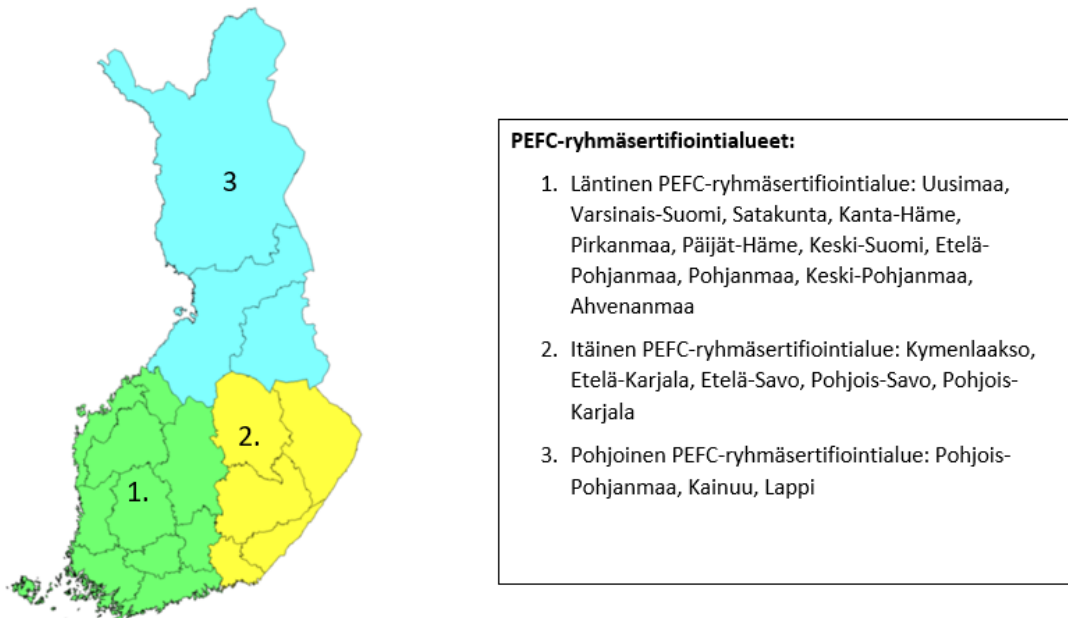 3
2.
1.
PEFC-ryhmäsertifiointialueet:
1. Läntinen PEFC-ryhmäsertifiointialue: Uusimaa,
Varsinais-Suomi, Satakunta, Kanta-Häme,
Pirkanmaa, Päijät-Häme, Keski-Suomi, Etelä-
Pohjanmaa, Pohjanmaa, Keski-Pohjanmaa,
Ahvenanmaa
2. Itäinen PEFC-ryhmäsertifiointialue: Kymenlaakso,
Etelä-Karjala, Etelä-Savo, Pohjois-Savo, Pohjois-
Karjala
3. Pohjoinen PEFC-ryhmäsertifiointialue: Pohjois-
Pohjanmaa, Kainuu, Lappi